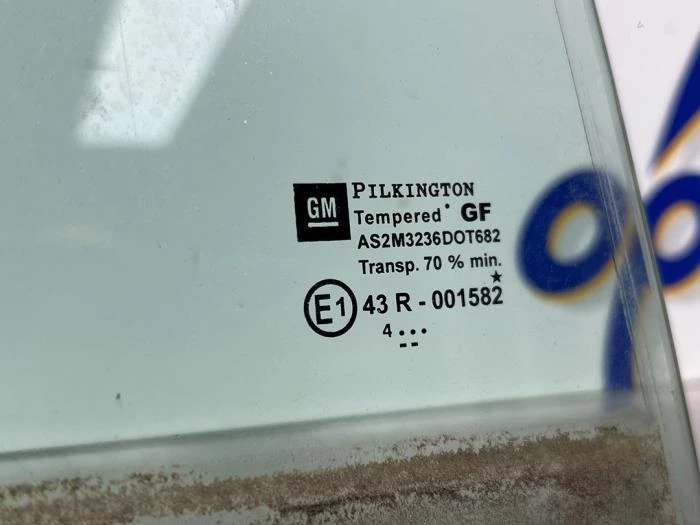 GM
PILKINGTON
Tempered GF
AS2M3236DOT682
Transp. 70 % min.
E1 43 R - 001582
4 ...
--